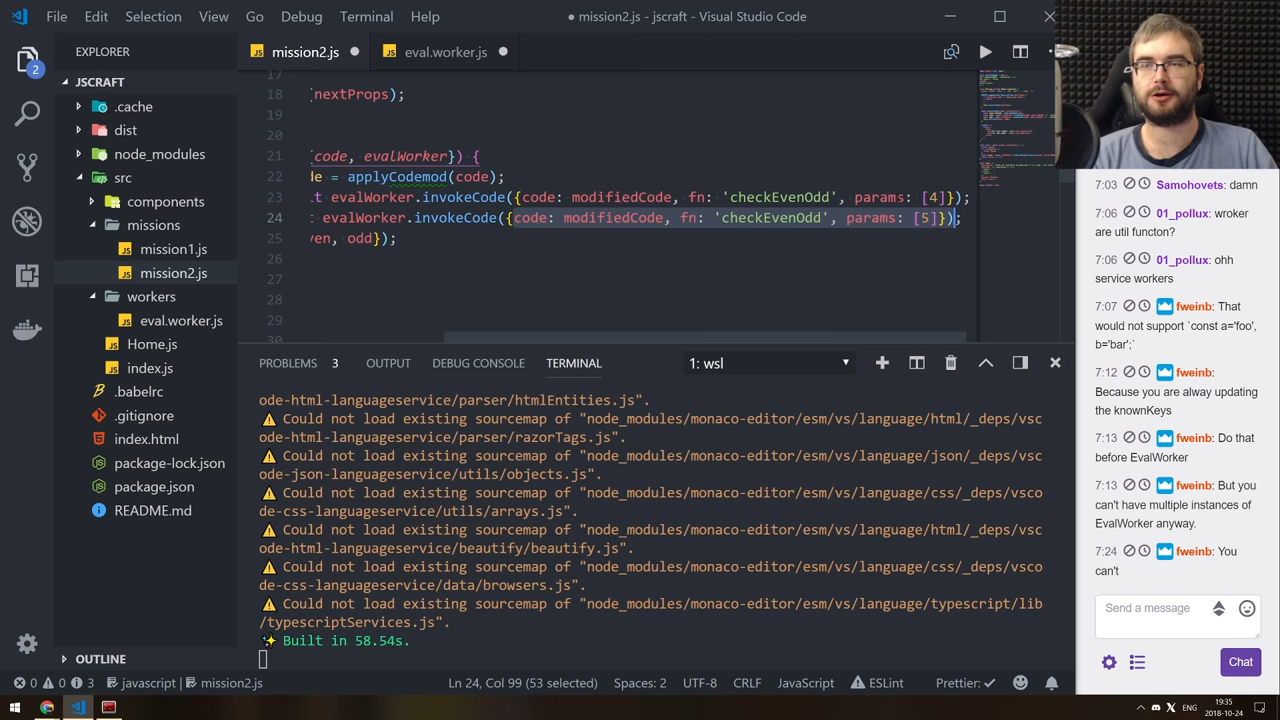 File Edit Selection View Go Debug Terminal Help
● mission2.js - jscraft - Visual Studio Code
EXPLORER
2
JSCRAFT
.cache
dist
node_modules
src
components
missions
mission1.js
mission2.js
workers
eval.worker.js
Home.js
index.js
.babelrc
.gitignore
index.html
package-lock.json
package.json
README.md
OUTLINE
mission2.js ● eval.worker.js ●
17
18 nextProps);
19
20
21 code, evalWorker}) {
22 de = applyCodemod(code);
23 t evalWorker.invokeCode({code: modifiedCode, fn: 'checkEvenOdd', params: [4]});
24 : evalWorker.invokeCode({code: modifiedCode, fn: 'checkEvenOdd', params: [5]});
25 ven, odd});
26
27
28
29
30
PROBLEMS 3 OUTPUT DEBUG CONSOLE TERMINAL 1: wsl
ode-html-languageservice/parser/htmlEntities.js".
⚠ Could not load existing sourcemap of "node_modules/monaco-editor/esm/vs/language/html/_deps/vsc
ode-html-languageservice/parser/razorTags.js".
⚠ Could not load existing sourcemap of "node_modules/monaco-editor/esm/vs/language/json/_deps/vsc
ode-json-languageservice/utils/objects.js".
⚠ Could not load existing sourcemap of "node_modules/monaco-editor/esm/vs/language/css/_deps/vsco
de-css-languageservice/utils/arrays.js".
⚠ Could not load existing sourcemap of "node_modules/monaco-editor/esm/vs/language/html/_deps/vsc
ode-html-languageservice/beautify/beautify.js".
⚠ Could not load existing sourcemap of "node_modules/monaco-editor/esm/vs/language/css/_deps/vsco
de-css-languageservice/data/browsers.js".
⚠ Could not load existing sourcemap of "node_modules/monaco-editor/esm/vs/language/typescript/lib
/typescriptServices.js".
✨ Built in 58.54s.
0 0 3 javascript mission2.js Ln 24, Col 99 (53 selected) Spaces: 2 UTF-8 CRLF JavaScript ⚠ ESLint Prettier: ✓
7:03 Samohovets: damn
7:06 01_pollux: wroker
are util functon?
7:06 01_pollux: ohh
service workers
7:07 fweinb: That
would not support `const a='foo',
b='bar';`
7:12 fweinb:
Because you are alway updating
the knownKeys
7:13 fweinb: Do that
before EvalWorker
7:13 fweinb: But you
can't have multiple instances of
EvalWorker anyway.
7:24 fweinb: You
can't
Send a message
Chat
ENG
19:35
2018-10-24